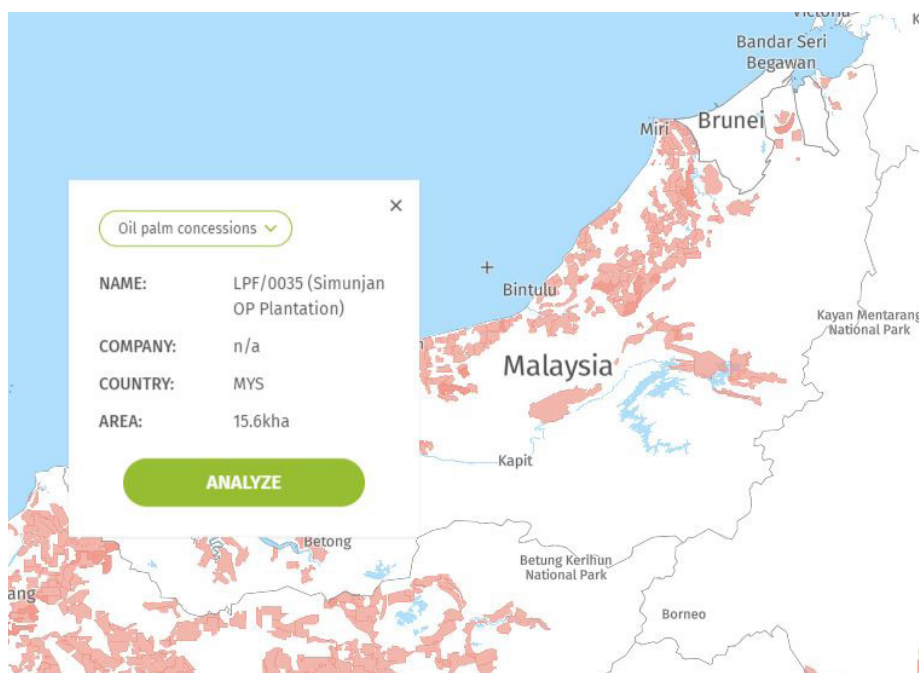 Bandar Seri
Begawan
Brunei
Miri
×
Oil palm concessions
NAME: LPF/0035 (Simunjan
OP Plantation)
COMPANY: n/a
COUNTRY: MYS
AREA: 15.6kha
ANALYZE
Bintulu
Kayan Mentarang
National Park
Malaysia
Kapit
Betong
Betung Kerihun
National Park
ang
Borneo